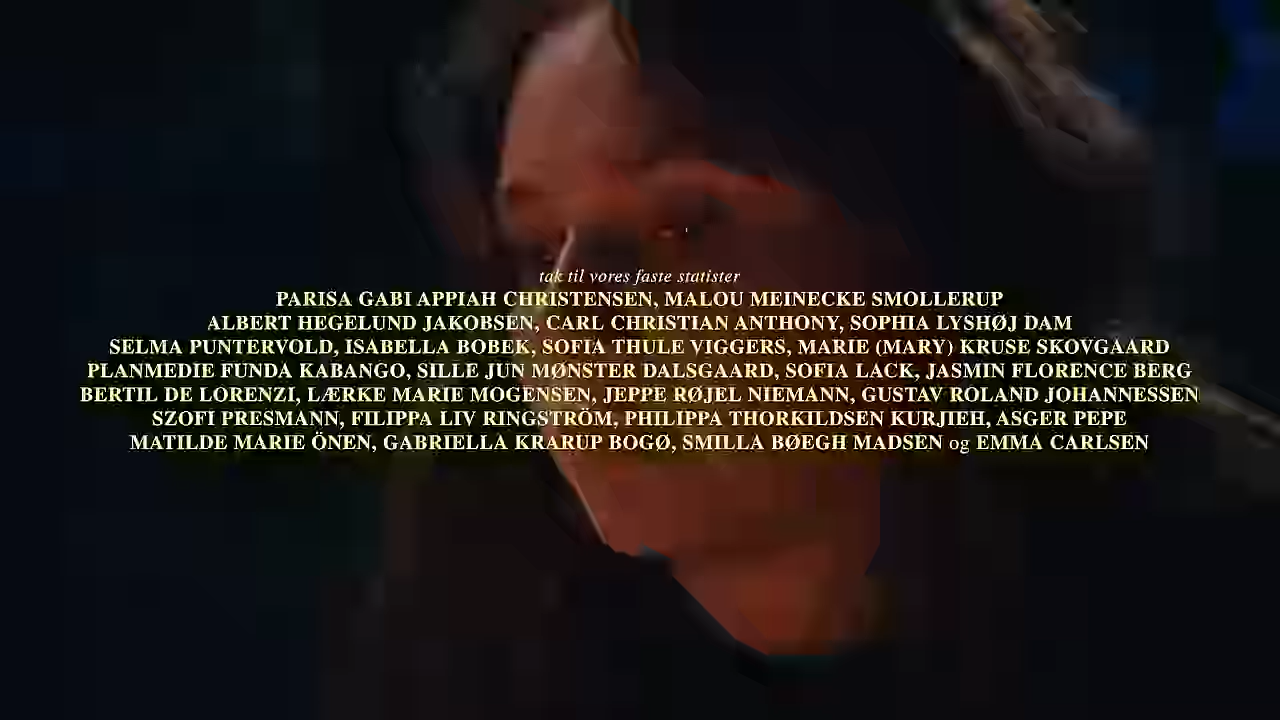 tak til vores faste statister
PARISA GABI APPIAH CHRISTENSEN, MALOU MEINECKE SMOLLERUP
ALBERT HEGELUND JAKOBSEN, CARL CHRISTIAN ANTHONY, SOPHIA LYSHØJ DAM
SELMA PUNTERVOLD, ISABELLA BOBEK, SOFIA THULE VIGGERS, MARIE (MARY) KRUSE SKOVGAARD
PLANMEDIE FUNDA KABANGO, SILLE JUN MØNSTER DALSGAARD, SOFIA LACK, JASMIN FLORENCE BERG
BERTIL DE LORENZI, LÆRKE MARIE MOGENSEN, JEPPE RØJEL NIEMANN, GUSTAV ROLAND JOHANNESSEN
SZOFI PRESMANN, FILIPPA LIV RINGSTRÖM, PHILIPPA THORKILDSEN KURJIEH, ASGER PEPE
MATILDE MARIE ÖNEN, GABRIELLA KRARUP BOGØ, SMILLA BØEGH MADSEN og EMMA CARLSEN